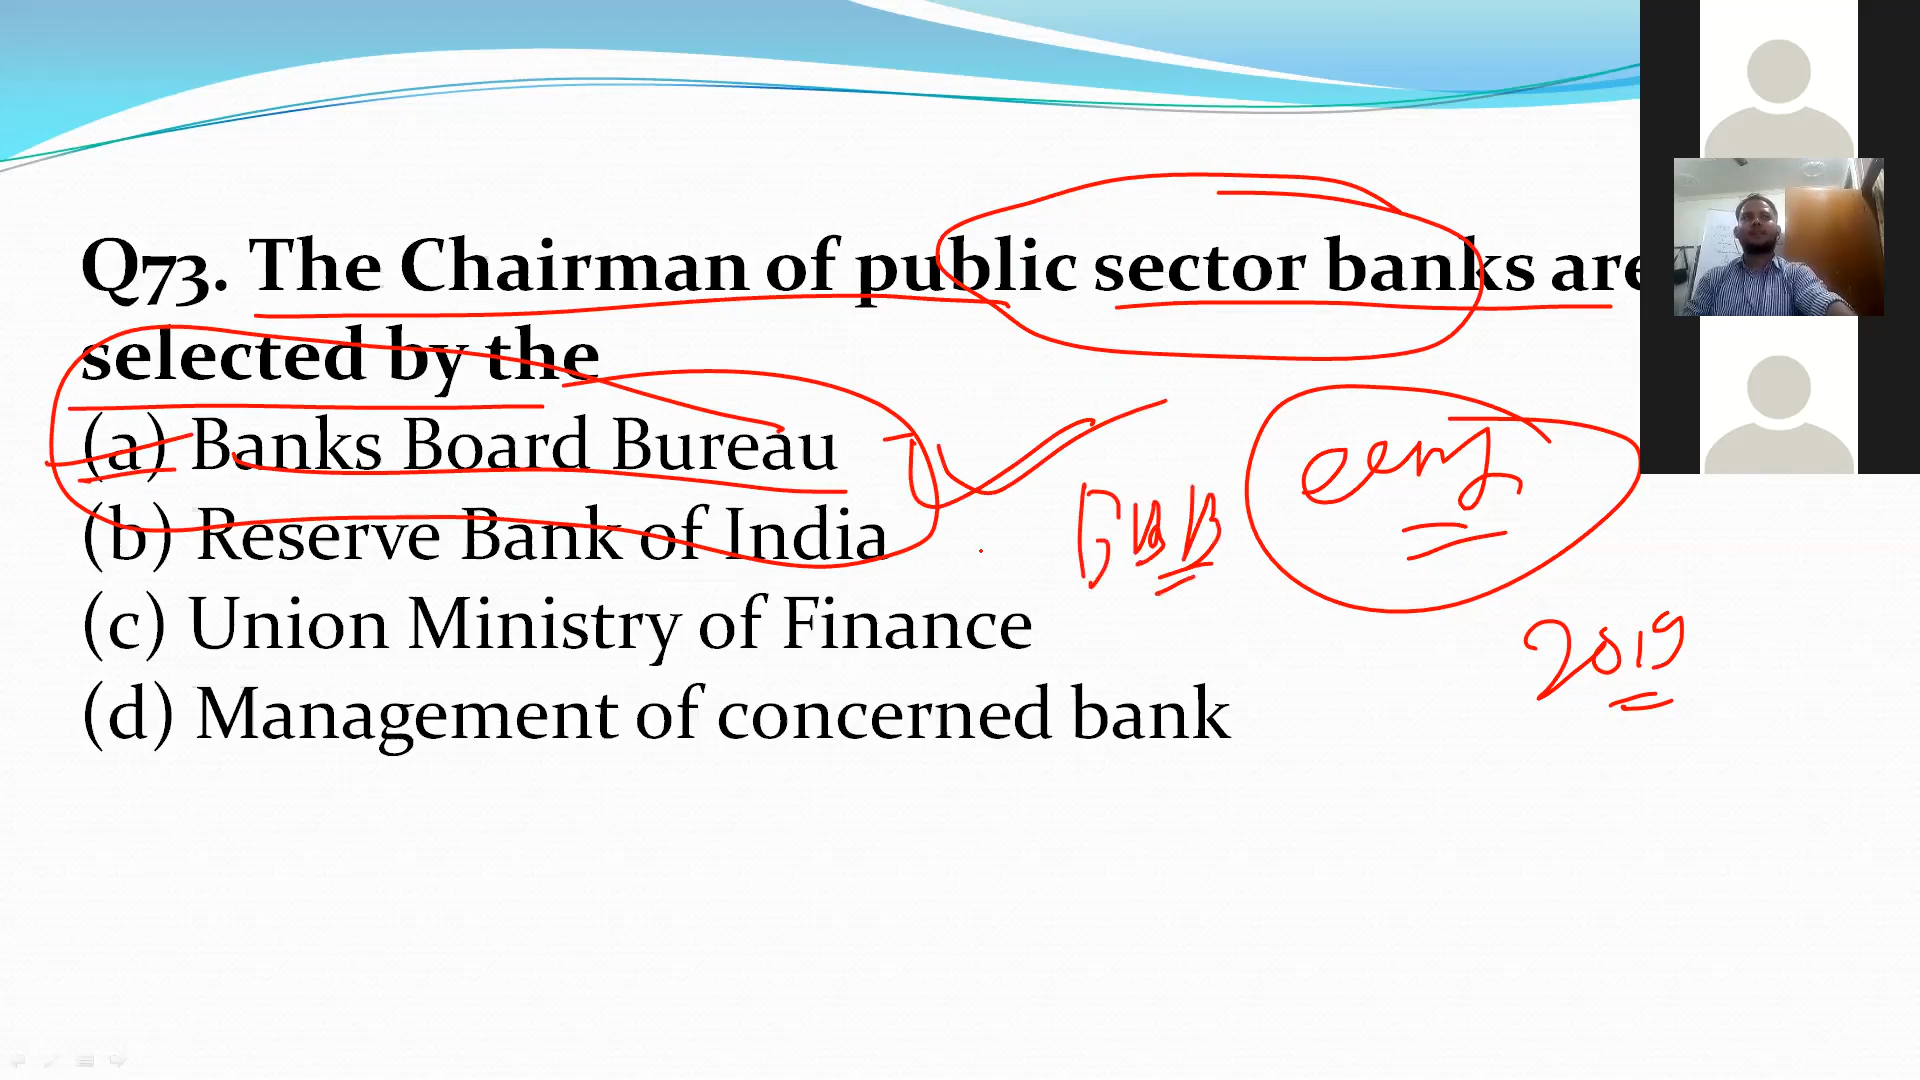 Q73. The Chairman of public sector banks are
selected by the
(a) Banks Board Bureau
(b) Reserve Bank of India
(c) Union Ministry of Finance
(d) Management of concerned bank
BBB
2019